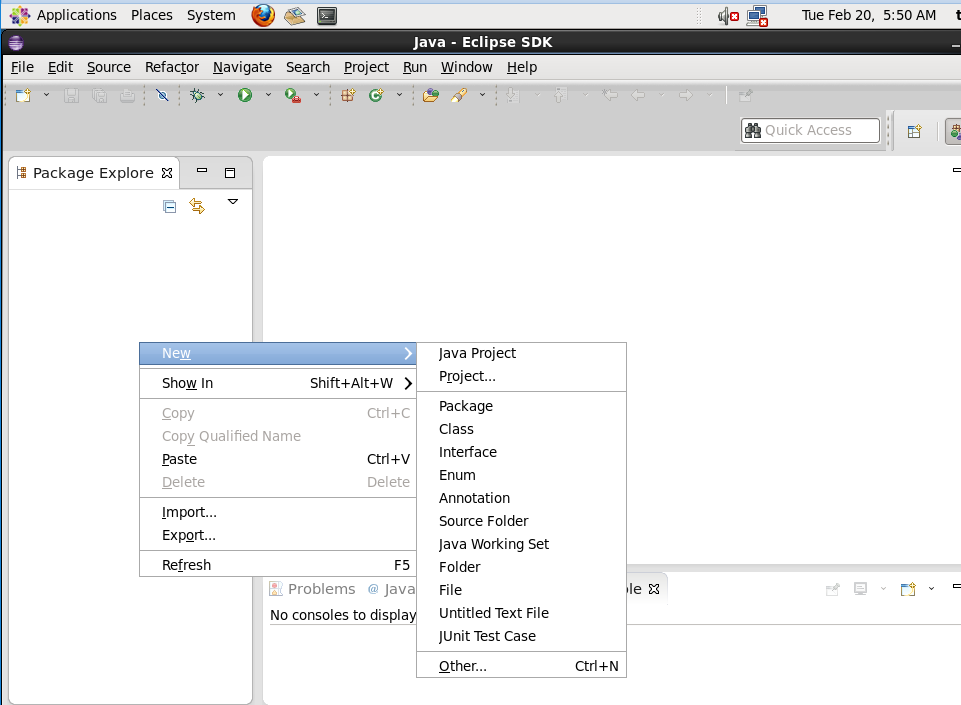 Applications Places System Tue Feb 20, 5:50 AM
Java - Eclipse SDK
File Edit Source Refactor Navigate Search Project Run Window Help
Quick Access
Package Explore
New
Show In Shift+Alt+W
Copy Ctrl+C
Copy Qualified Name
Paste Ctrl+V
Delete Delete
Import...
Export...
Refresh F5
Java Project
Project...
Package
Class
Interface
Enum
Annotation
Source Folder
Java Working Set
Folder
File
Untitled Text File
JUnit Test Case
Other... Ctrl+N
Problems @ Java
No consoles to display